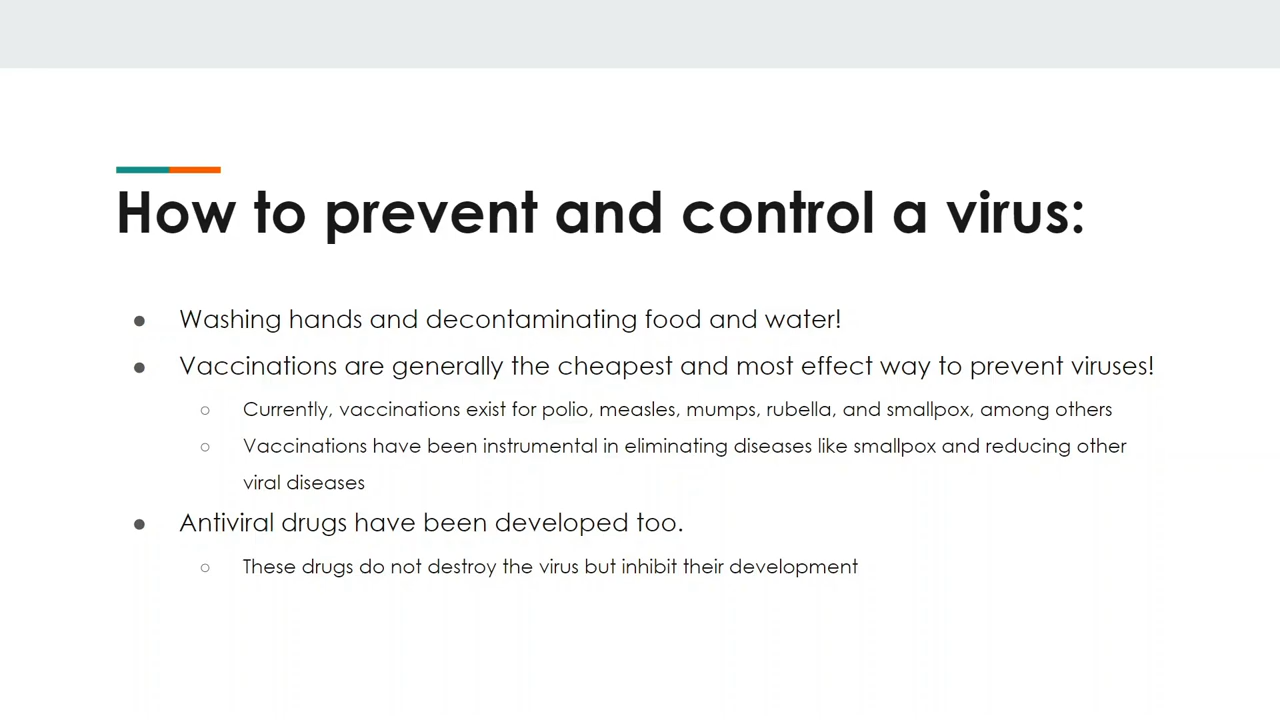 How to prevent and control a virus:
● Washing hands and decontaminating food and water!
● Vaccinations are generally the cheapest and most effect way to prevent viruses!
○ Currently, vaccinations exist for polio, measles, mumps, rubella, and smallpox, among others
○ Vaccinations have been instrumental in eliminating diseases like smallpox and reducing other
viral diseases
● Antiviral drugs have been developed too.
○ These drugs do not destroy the virus but inhibit their development